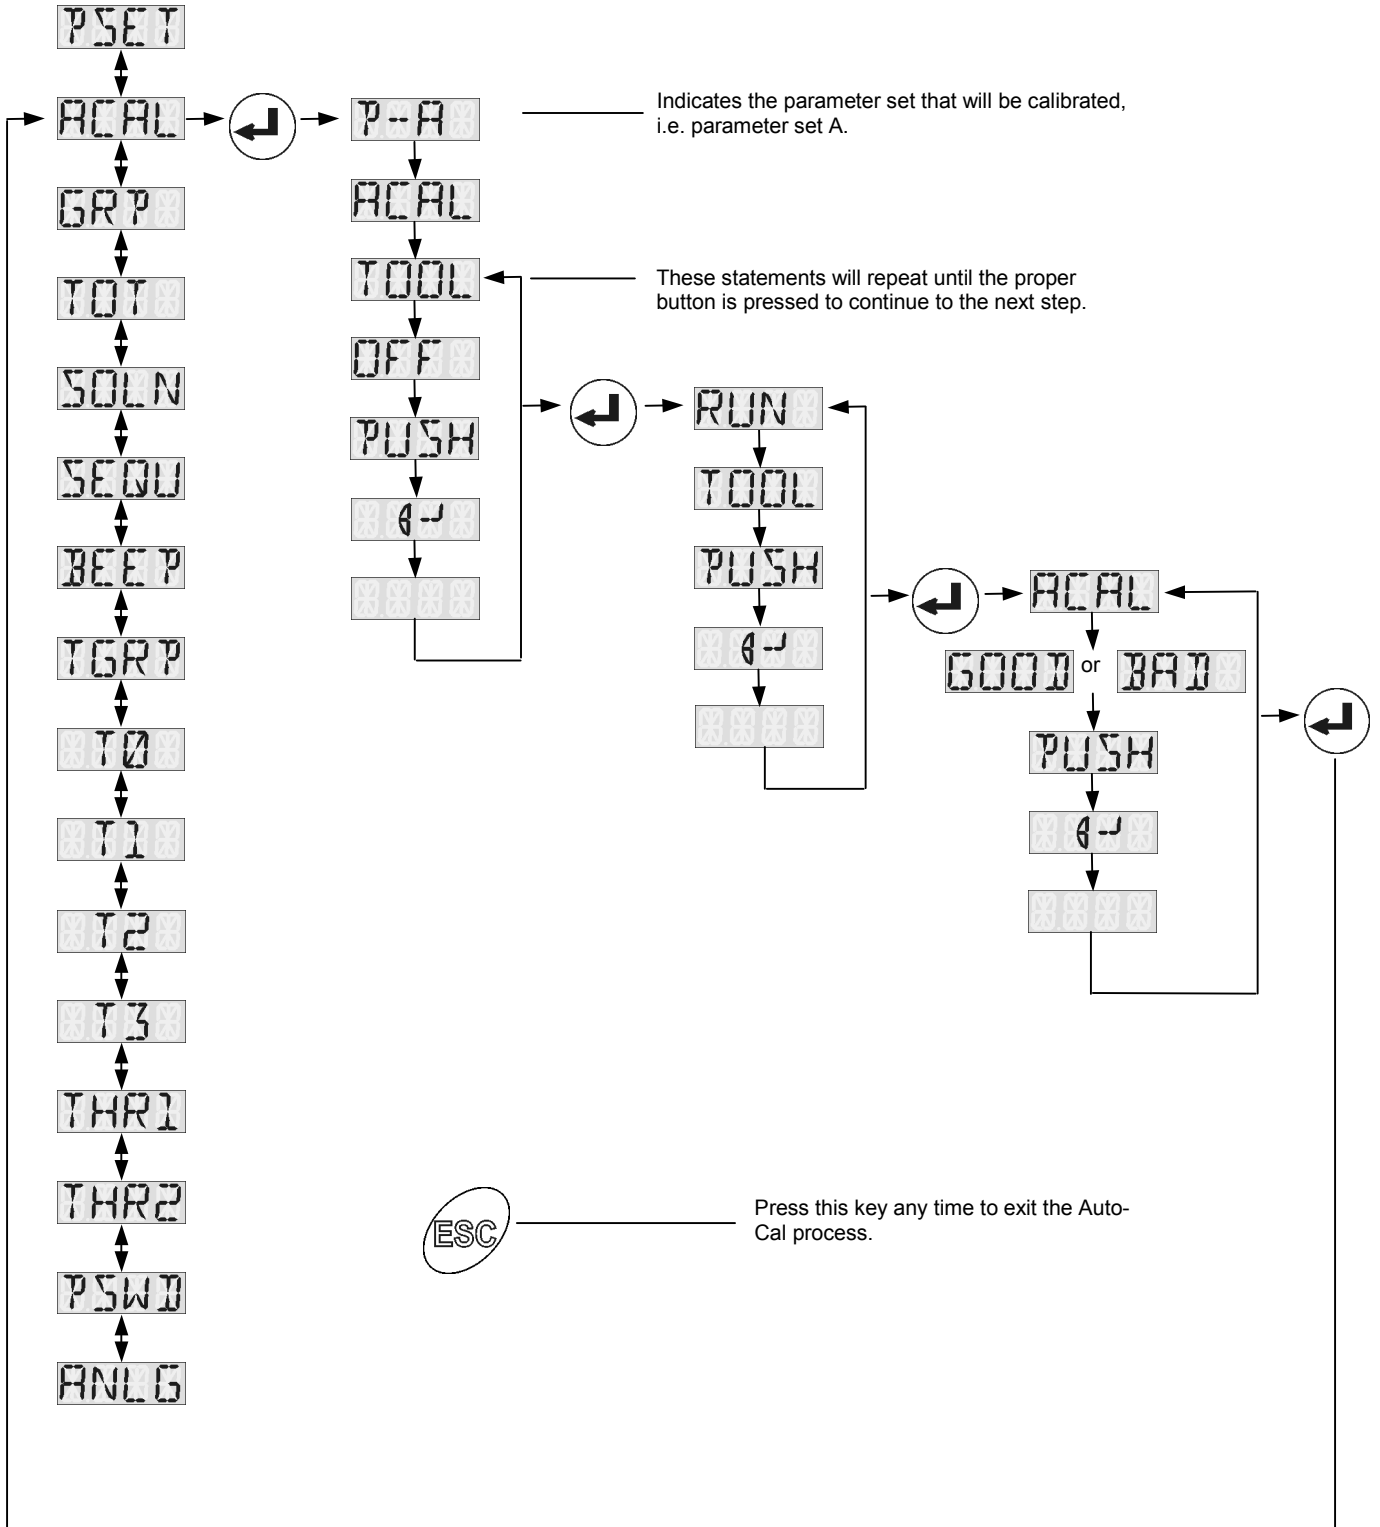 PSET
ACAL
GRP
TOT
SOLN
SEQU
BEEP
TGRP
T0
T1
T2
T3
THR1
THR2
PSWD
ANLG
P-A
ACAL
TOOL
OFF
PUSH
Indicates the parameter set that will be calibrated,
i.e. parameter set A.
These statements will repeat until the proper
button is pressed to continue to the next step.
RUN
TOOL
PUSH
ACAL
GOOD or BAD
PUSH
ESC
Press this key any time to exit the Auto-
Cal process.